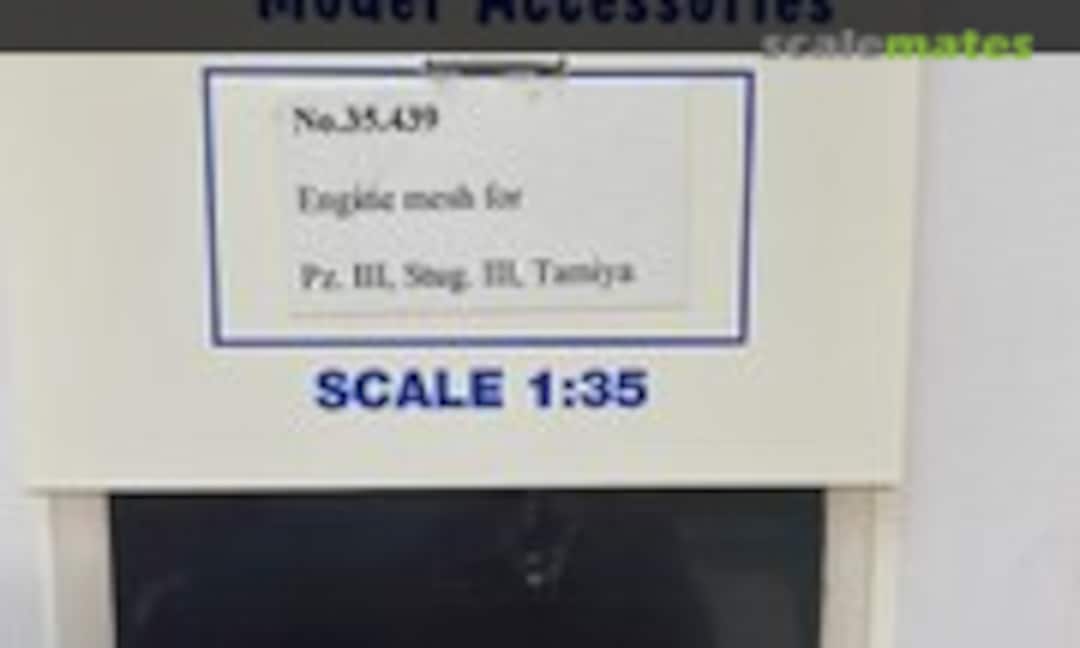 Model Accessories
scalemates
No.35.439
Engine mesh for
Pz. III, Stug. III, Tamiya
SCALE 1:35